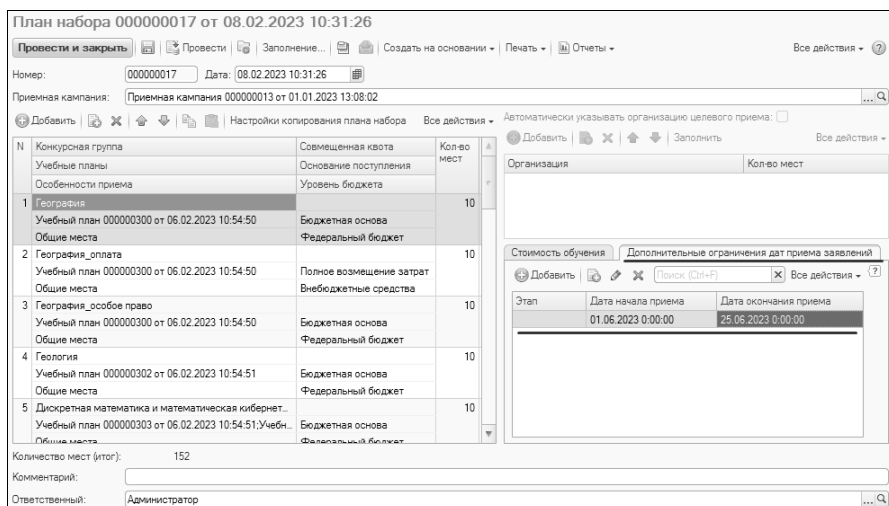 План набора 000000017 от 08.02.2023 10:31:26
Провести и закрыть Провести Заполнение... Создать на основании Печать Отчеты Все действия ?
Номер: 000000017 Дата: 08.02.2023 10:31:26
Приемная кампания: Приемная кампания 000000013 от 01.01.2023 13:08:02 ...
Добавить Настройки копирования плана набора Все действия
N Конкурсная группа Совмещенная квота Кол-во мест
Учебные планы Основание поступления
Особенности приема Уровень бюджета
1 География 10
Учебный план 000000300 от 06.02.2023 10:54:50 Бюджетная основа
Общие места Федеральный бюджет
2 География_оплата 10
Учебный план 000000300 от 06.02.2023 10:54:50 Полное возмещение затрат
Общие места Внебюджетные средства
3 География_особое право 10
Учебный план 000000300 от 06.02.2023 10:54:50 Бюджетная основа
Общие места Федеральный бюджет
4 Геология 10
Учебный план 000000302 от 06.02.2023 10:54:51 Бюджетная основа
Общие места Федеральный бюджет
5 Дискретная математика и математическая кибернет... 10
Учебный план 000000303 от 06.02.2023 10:54:51;Учебн... Бюджетная основа
Общие места Федеральный бюджет
Автоматически указывать организацию целевого приема:
Добавить Заполнить Все действия
Организация Кол-во мест
Стоимость обучения Дополнительные ограничения дат приема заявлений
Добавить Поиск (Ctrl+F) Все действия ?
Этап Дата начала приема Дата окончания приема
01.06.2023 0:00:00 25.06.2023 0:00:00
Количество мест (итог): 152
Комментарий:
Ответственный: Администратор ...